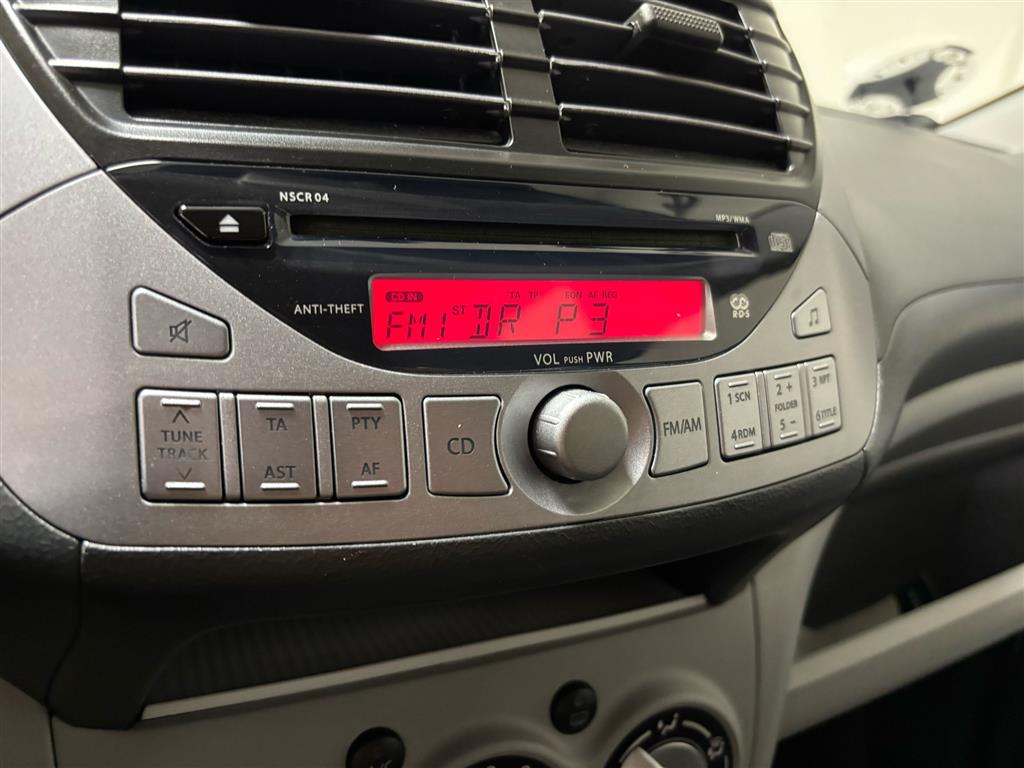 NSCR 04
MP3/WMA
CD IN TA TP EON AF REG
ANTI-THEFT
FM1 ST DR P3
R·D·S
VOL PUSH PWR
TUNE
TRACK
TA
AST
PTY
AF
CD
FM/AM
1 SCN
4 RDM
2 +
FOLDER
5 -
3 RPT
6 TITLE